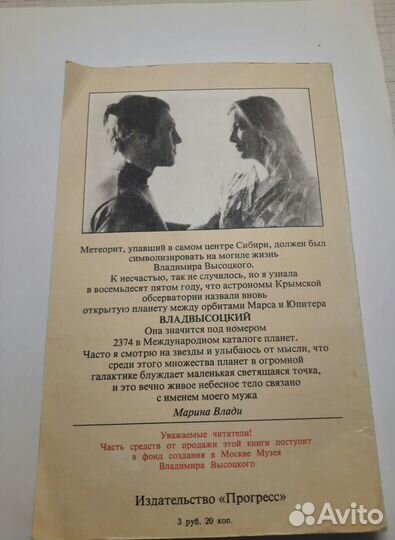 Метеорит, упавший в самом центре Сибири, должен был
символизировать на могиле жизнь
Владимира Высоцкого.
К несчастью, так не случилось, но я узнала
в восемьдесят пятом году, что астрономы Крымской
обсерватории назвали вновь
открытую планету между орбитами Марса и Юпитера
ВЛАДВЫСОЦКИЙ
Она значится под номером
2374 в Международном каталоге планет.
Часто я смотрю на звезды и улыбаюсь от мысли, что
среди этого множества планет в огромной
галактике блуждает маленькая светящаяся точка,
и это вечно живое небесное тело связано
с именем моего мужа
Марина Влади
Уважаемые читатели!
Часть средств от продажи этой книги поступит
в фонд создания в Москве Музея
Владимира Высоцкого
Издательство «Прогресс»
3 руб. 20 коп.
Avito